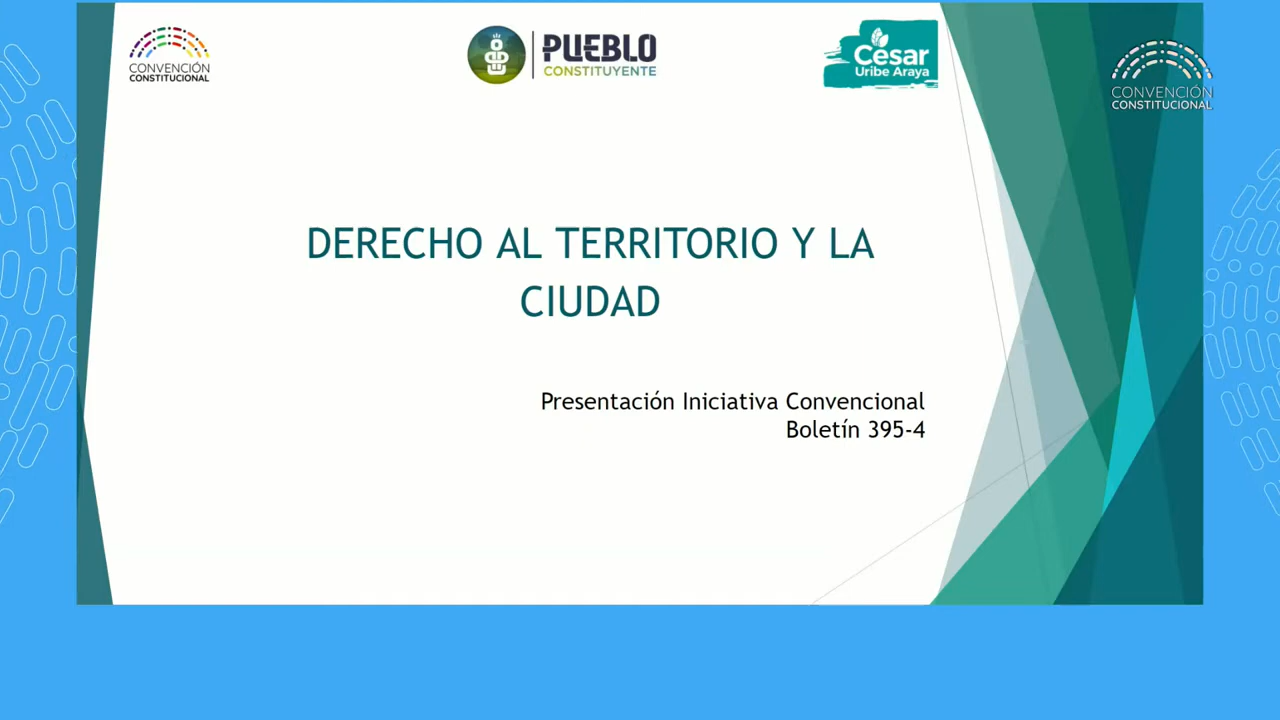 CONVENCIÓN
CONSTITUCIONAL
PUEBLO
CONSTITUYENTE
César
Uribe Araya
CONVENCIÓN
CONSTITUCIONAL
DERECHO AL TERRITORIO Y LA
CIUDAD
Presentación Iniciativa Convencional
Boletín 395-4